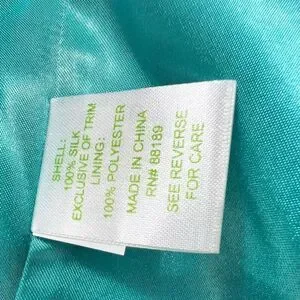 SHELL:
100% SILK
EXCLUSIVE OF TRIM
LINING:
100% POLYESTER
MADE IN CHINA
RN# 88189
SEE REVERSE
FOR CARE